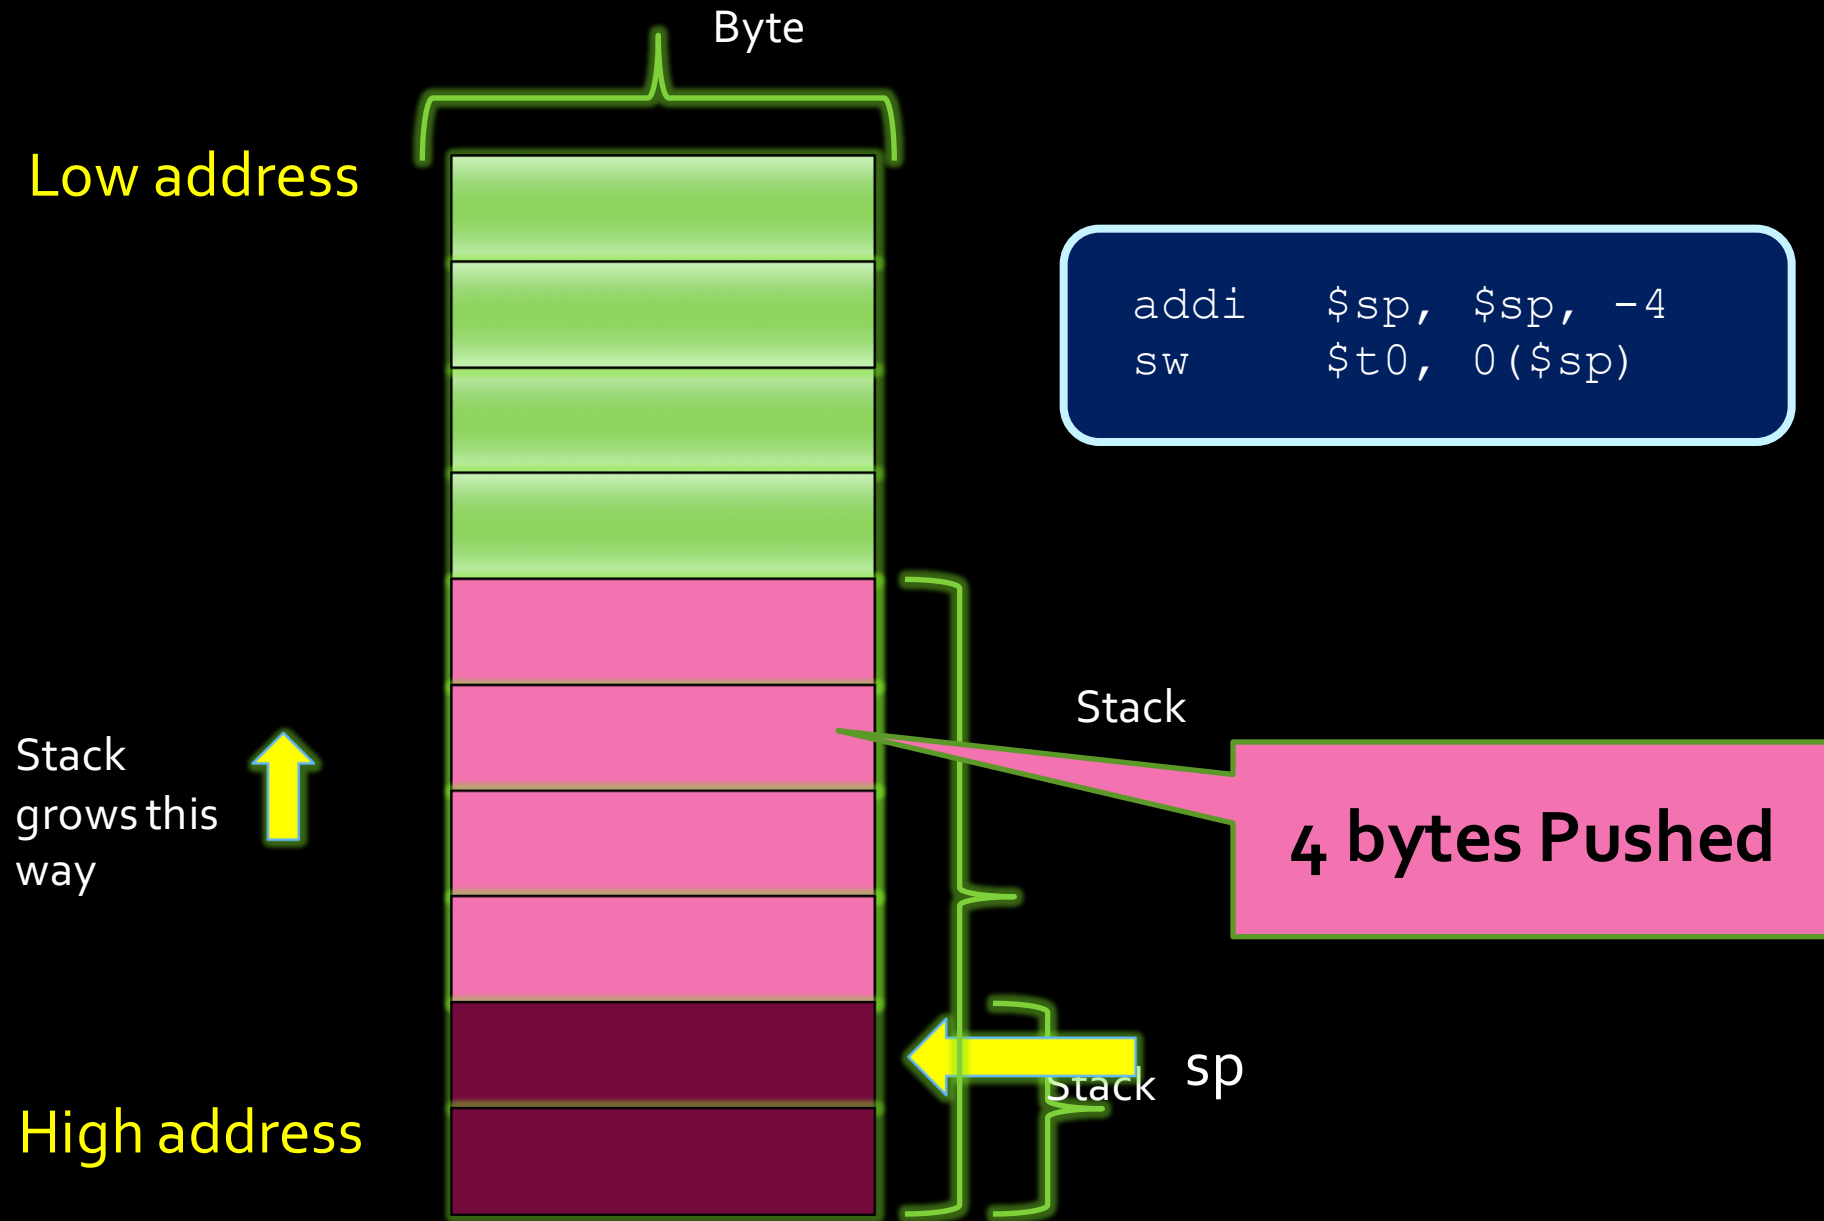 Byte
Low address
addi $sp, $sp, -4
sw $t0, 0($sp)
Stack
Stack
grows this
way
4 bytes Pushed
sp
Stack
High address